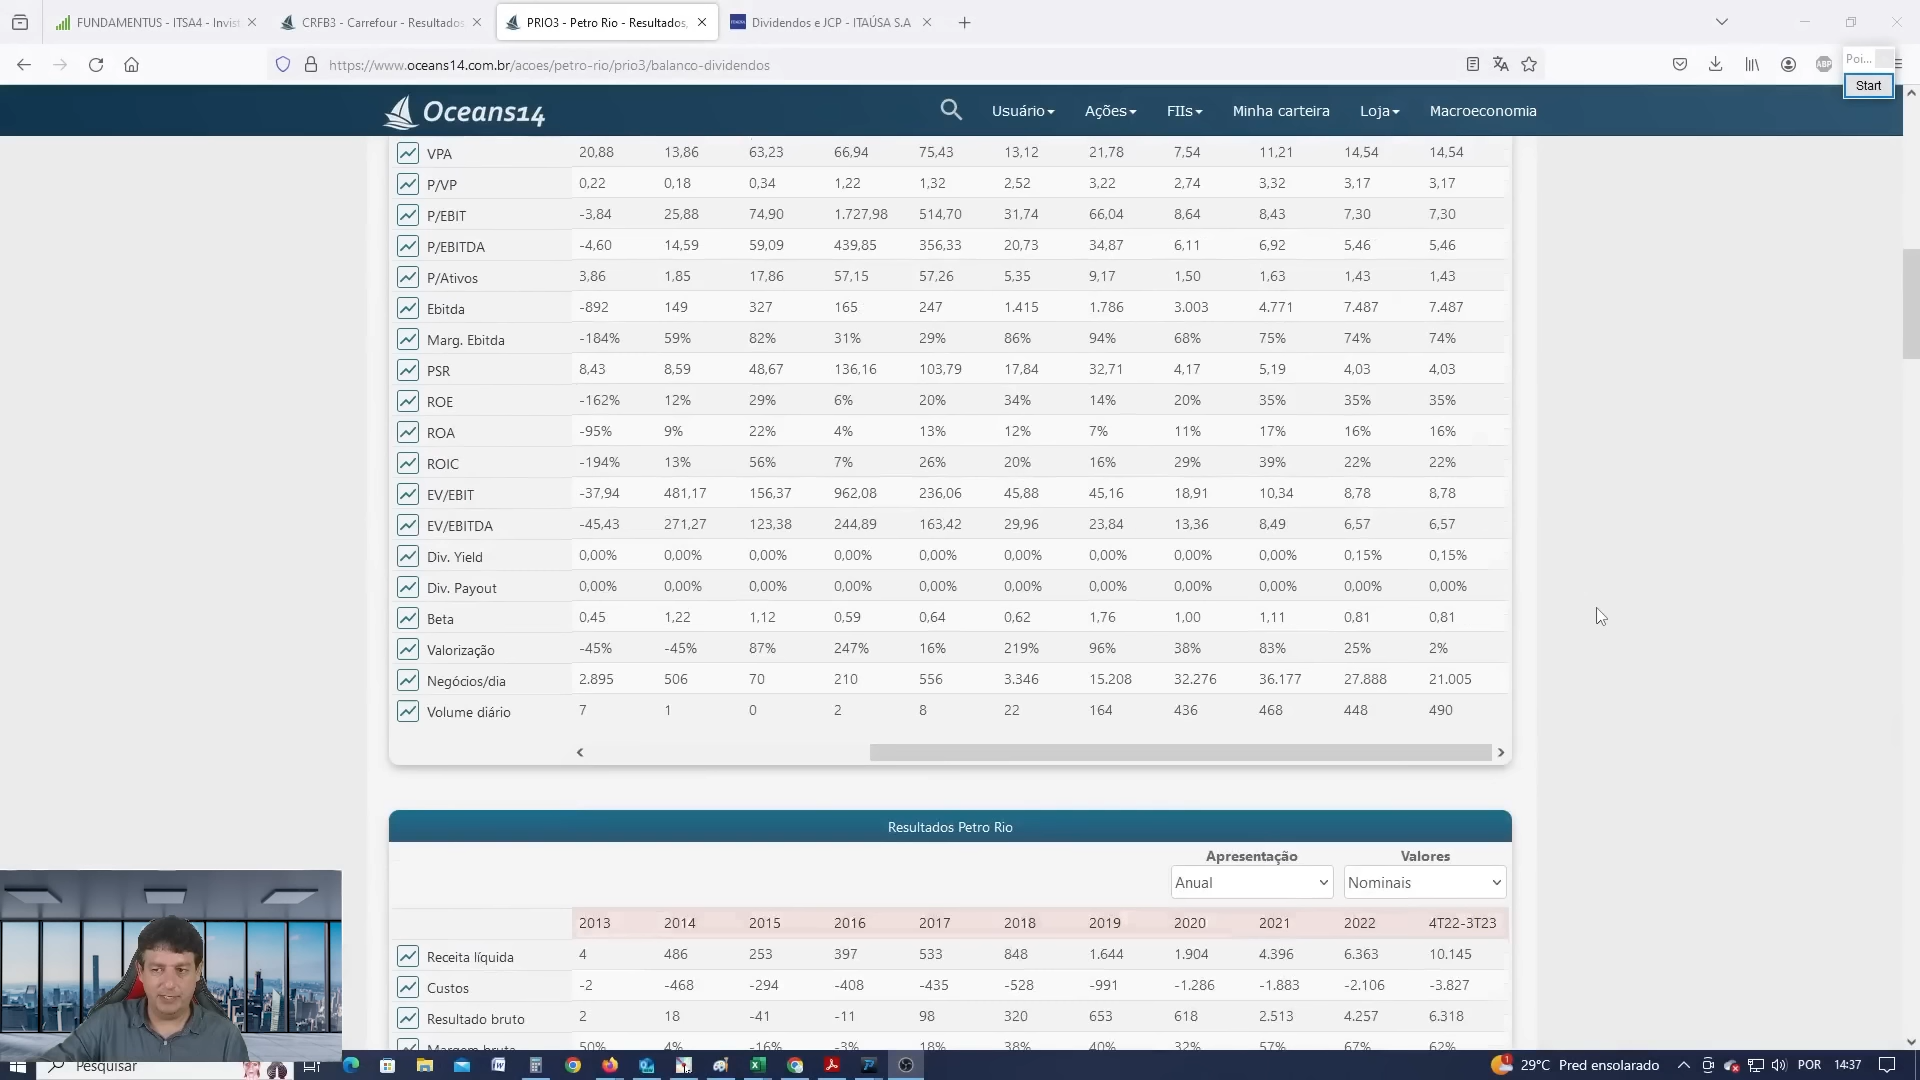 FUNDAMENTUS - ITSA4 - Invist
CRFB3 - Carrefour - Resultados
PRIO3 - Petro Rio - Resultados,
Dividendos e JCP - ITAÚSA S.A
https://www.oceans14.com.br/acoes/petro-rio/prio3/balanco-dividendos
ABP
Poi...
Start
Oceans14
Usuário
Ações
FIIs
Minha carteira
Loja
Macroeconomia
VPA 20,88 13,86 63,23 66,94 75,43 13,12 21,78 7,54 11,21 14,54 14,54
P/VP 0,22 0,18 0,34 1,22 1,32 2,52 3,22 2,74 3,32 3,17 3,17
P/EBIT -3,84 25,88 74,90 1.727,98 514,70 31,74 66,04 8,64 8,43 7,30 7,30
P/EBITDA -4,60 14,59 59,09 439,85 356,33 20,73 34,87 6,11 6,92 5,46 5,46
P/Ativos 3,86 1,85 17,86 57,15 57,26 5,35 9,17 1,50 1,63 1,43 1,43
Ebitda -892 149 327 165 247 1.415 1.786 3.003 4.771 7.487 7.487
Marg. Ebitda -184% 59% 82% 31% 29% 86% 94% 68% 75% 74% 74%
PSR 8,43 8,59 48,67 136,16 103,79 17,84 32,71 4,17 5,19 4,03 4,03
ROE -162% 12% 29% 6% 20% 34% 14% 20% 35% 35% 35%
ROA -95% 9% 22% 4% 13% 12% 7% 11% 17% 16% 16%
ROIC -194% 13% 56% 7% 26% 20% 16% 29% 39% 22% 22%
EV/EBIT -37,94 481,17 156,37 962,08 236,06 45,88 45,16 18,91 10,34 8,78 8,78
EV/EBITDA -45,43 271,27 123,38 244,89 163,42 29,96 23,84 13,36 8,49 6,57 6,57
Div. Yield 0,00% 0,00% 0,00% 0,00% 0,00% 0,00% 0,00% 0,00% 0,00% 0,15% 0,15%
Div. Payout 0,00% 0,00% 0,00% 0,00% 0,00% 0,00% 0,00% 0,00% 0,00% 0,00% 0,00%
Beta 0,45 1,22 1,12 0,59 0,64 0,62 1,76 1,00 1,11 0,81 0,81
Valorização -45% -45% 87% 247% 16% 219% 96% 38% 83% 25% 2%
Negócios/dia 2.895 506 70 210 556 3.346 15.208 32.276 36.177 27.888 21.005
Volume diário 7 1 0 2 8 22 164 436 468 448 490
Resultados Petro Rio
Apresentação Valores
Anual Nominais
2013 2014 2015 2016 2017 2018 2019 2020 2021 2022 4T22-3T23
Receita líquida 4 486 253 397 533 848 1.644 1.904 4.396 6.363 10.145
Custos -2 -468 -294 -408 -435 -528 -991 -1.286 -1.883 -2.106 -3.827
Resultado bruto 2 18 -41 -11 98 320 653 618 2.513 4.257 6.318
Margem bruta 50% 4% -16% -3% 18% 38% 40% 32% 57% 67% 62%
Pesquisar
29°C Pred ensolarado
POR
14:37